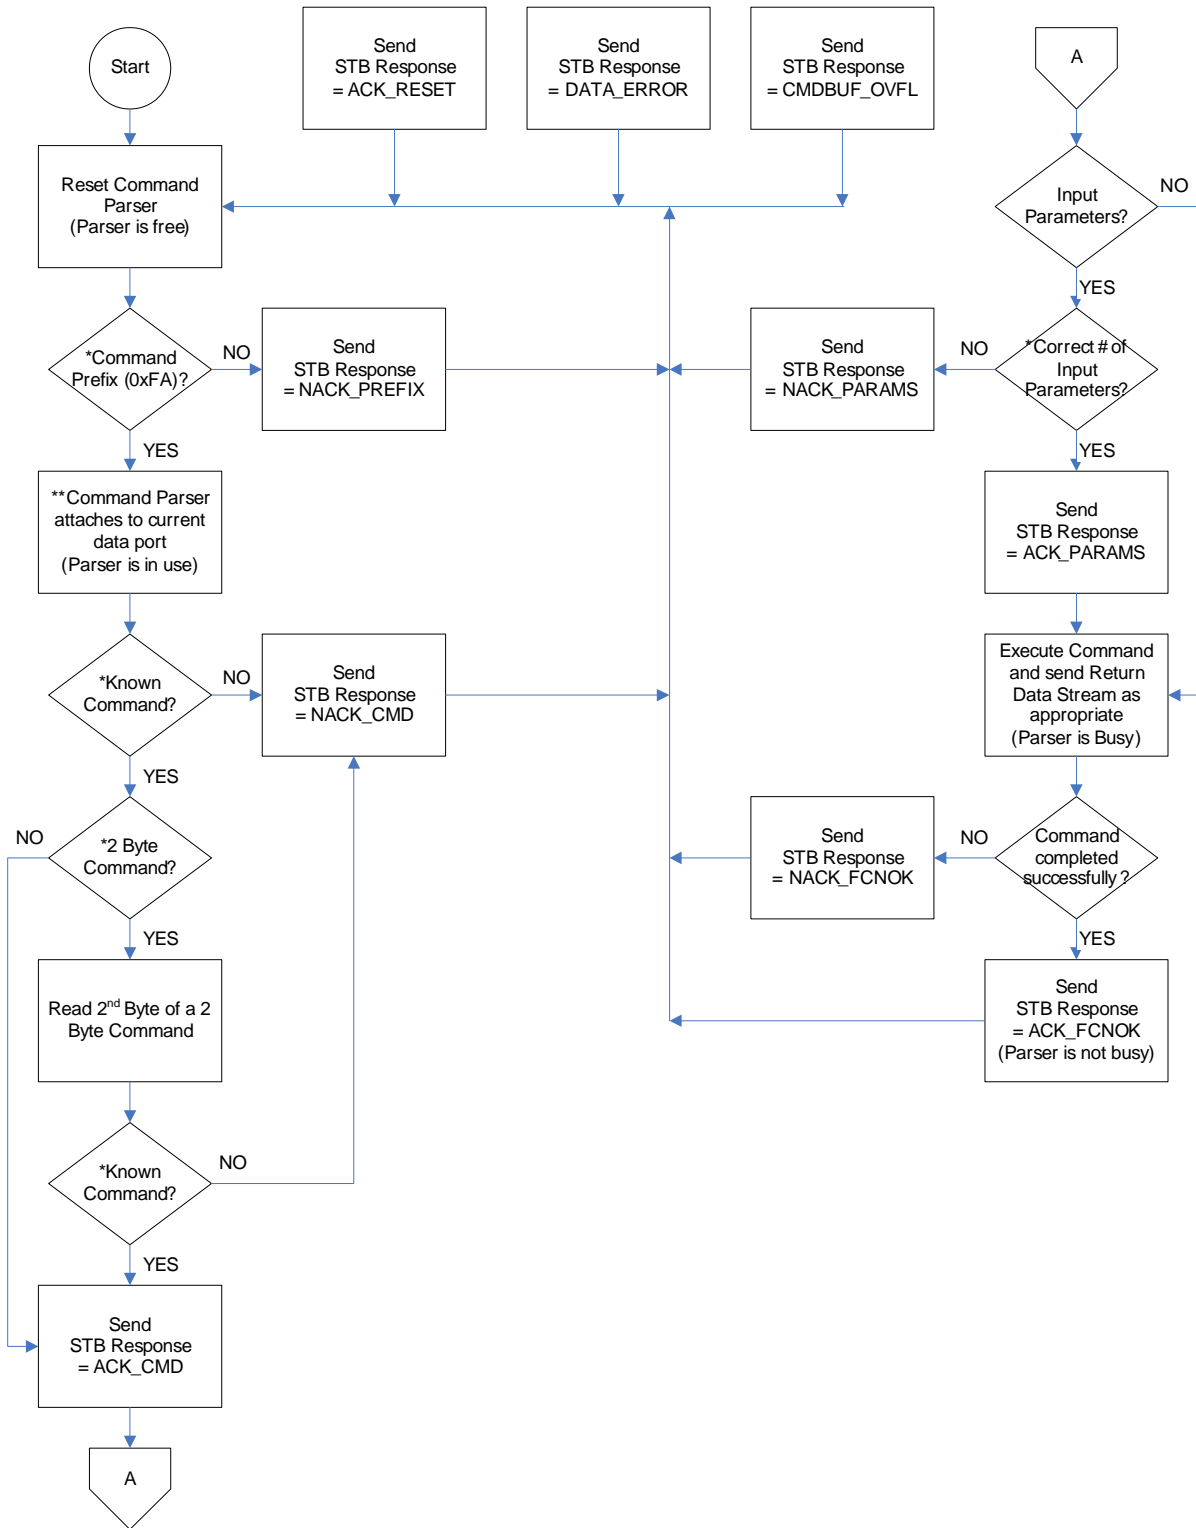 Start
Send
STB Response
= ACK_RESET
Send
STB Response
= DATA_ERROR
Send
STB Response
= CMDBUF_OVFL
A
Reset Command
Parser
(Parser is free)
Input
Parameters?
NO
YES
*Command
Prefix (0xFA)?
NO
Send
STB Response
= NACK_PREFIX
Send
STB Response
= NACK_PARAMS
NO
*Correct # of
Input
Parameters?
YES
YES
**Command Parser
attaches to current
data port
(Parser is in use)
Send
STB Response
= ACK_PARAMS
*Known
Command?
NO
Send
STB Response
= NACK_CMD
Execute Command
and send Return
Data Stream as
appropriate
(Parser is Busy)
YES
NO
*2 Byte
Command?
Send
STB Response
= NACK_FCNOK
NO
Command
completed
successfully?
YES
YES
Read 2nd Byte of a 2
Byte Command
Send
STB Response
= ACK_FCNOK
(Parser is not busy)
*Known
Command?
NO
YES
Send
STB Response
= ACK_CMD
A